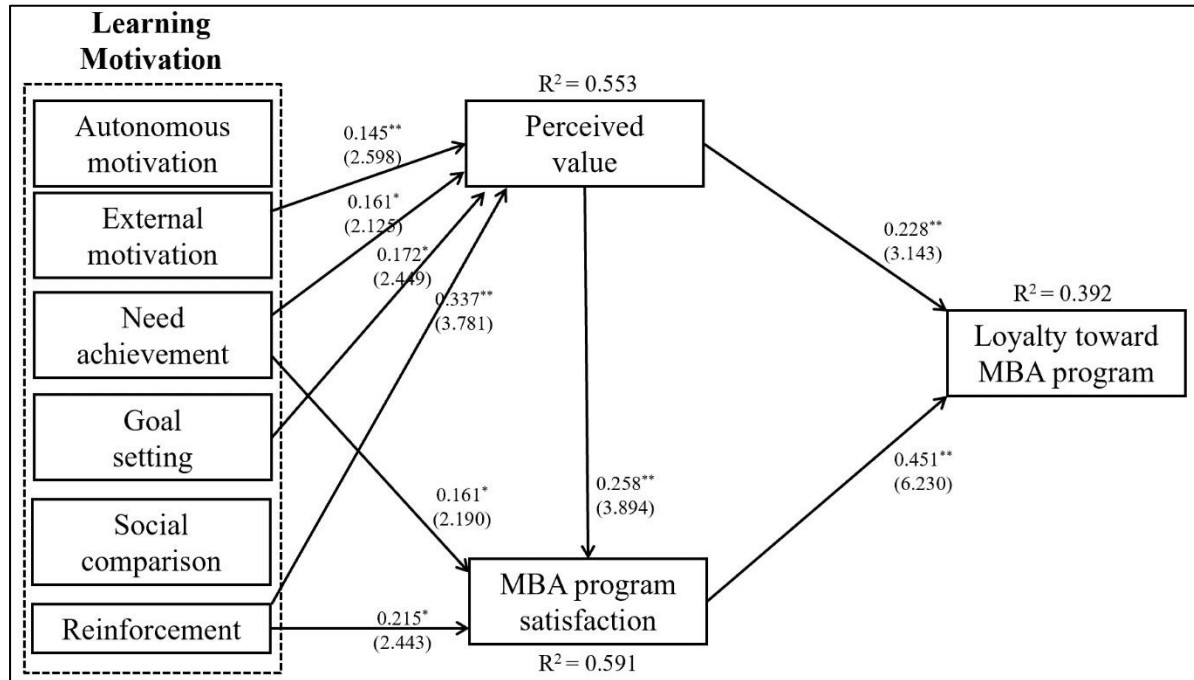 Learning
Motivation
Autonomous
motivation
External
motivation
Need
achievement
Goal
setting
Social
comparison
Reinforcement
0.145**
(2.598)
0.161*
(2.125)
0.172*
(2.449)
0.337**
(3.781)
0.161*
(2.190)
0.215*
(2.443)
R² = 0.553
Perceived
value
0.258**
(3.894)
MBA program
satisfaction
R² = 0.591
0.228**
(3.143)
0.451**
(6.230)
R² = 0.392
Loyalty toward
MBA program